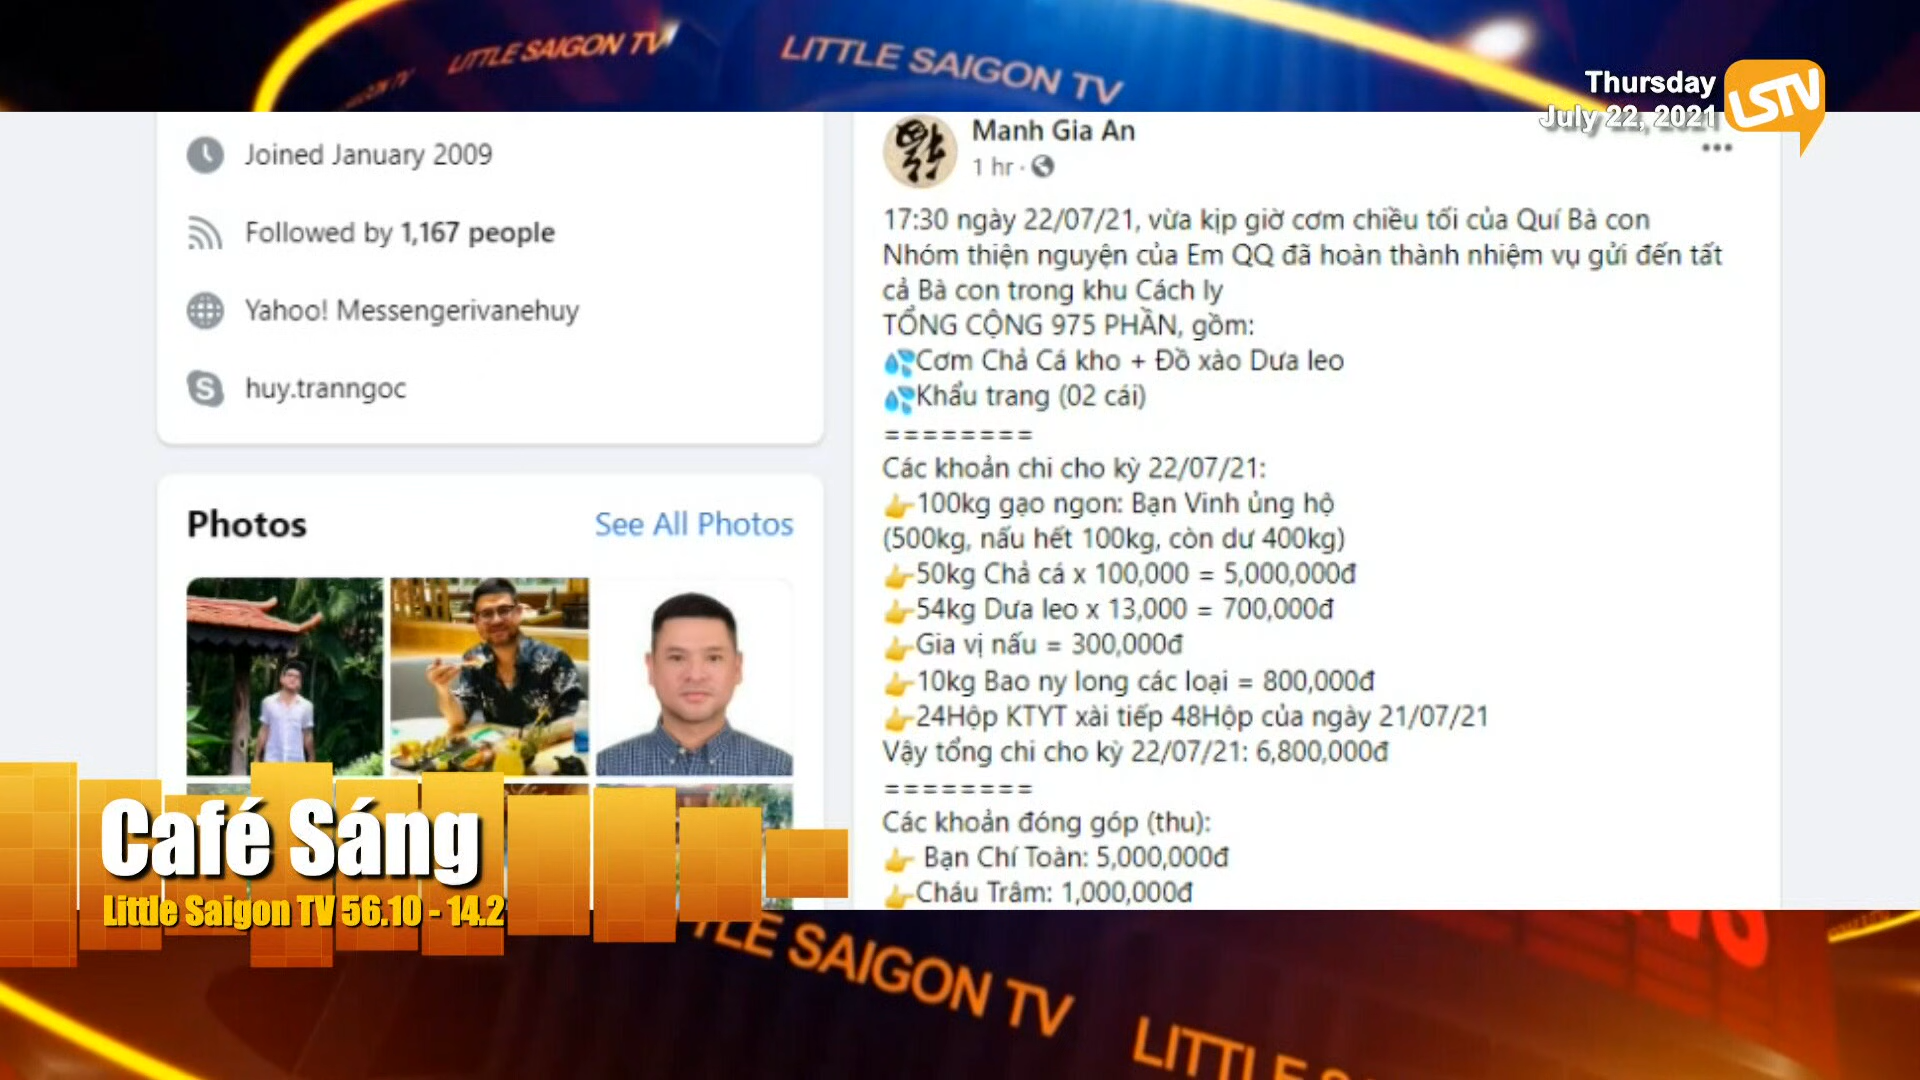 LITTLE SAIGON TV
LITTLE SAIGON TV
Thursday
July 22, 2021
LSTV
Joined January 2009
Followed by 1,167 people
Yahoo! Messengerivanehuy
huy.tranngoc
Photos
See All Photos
Manh Gia An
1 hr ·
17:30 ngày 22/07/21, vừa kịp giờ cơm chiều tối của Quí Bà con
Nhóm thiện nguyện của Em QQ đã hoàn thành nhiệm vụ gửi đến tất
cả Bà con trong khu Cách ly
TỔNG CỘNG 975 PHẦN, gồm:
💦Cơm Chả Cá kho + Đồ xào Dưa leo
💦Khẩu trang (02 cái)
========
Các khoản chi cho kỳ 22/07/21:
👉100kg gạo ngon: Bạn Vinh ủng hộ
(500kg, nấu hết 100kg, còn dư 400kg)
👉50kg Chả cá x 100,000 = 5,000,000đ
👉54kg Dưa leo x 13,000 = 700,000đ
👉Gia vị nấu = 300,000đ
👉10kg Bao ny long các loại = 800,000đ
👉24Hộp KTYT xài tiếp 48Hộp của ngày 21/07/21
Vậy tổng chi cho kỳ 22/07/21: 6,800,000đ
========
Các khoản đóng góp (thu):
👉 Bạn Chí Toàn: 5,000,000đ
👉Cháu Trâm: 1,000,000đ
Café Sáng
Little Saigon TV 56.10 - 14.2
TLE SAIGON TV
LITTLE S